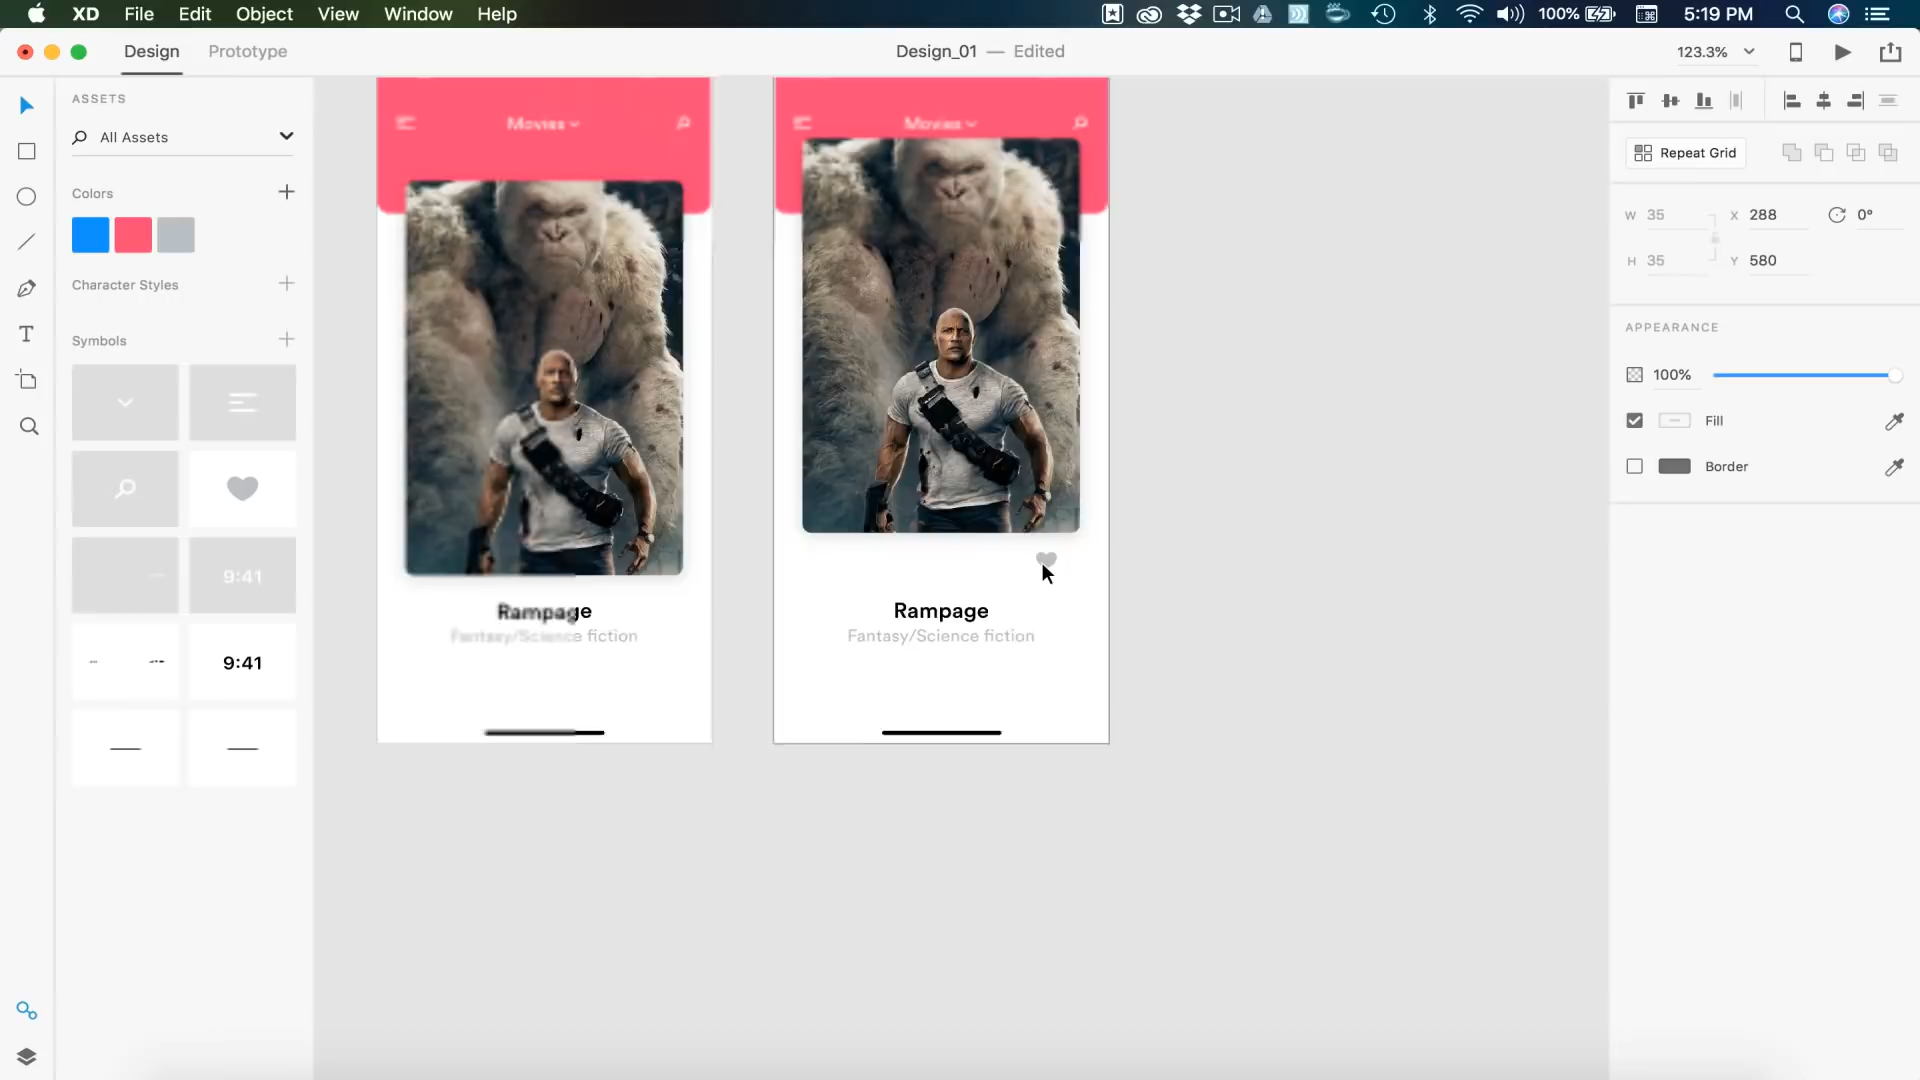 XD File Edit Object View Window Help 100% 5:19 PM
Design Prototype Design_01 — Edited 123.3%
ASSETS
All Assets
Colors
Character Styles
Symbols
9:41
9:41
Movies
Rampage
Fantasy/Science fiction
Movies
Rampage
Fantasy/Science fiction
Repeat Grid
W 35 X 288 0°
H 35 Y 580
APPEARANCE
100%
Fill
Border